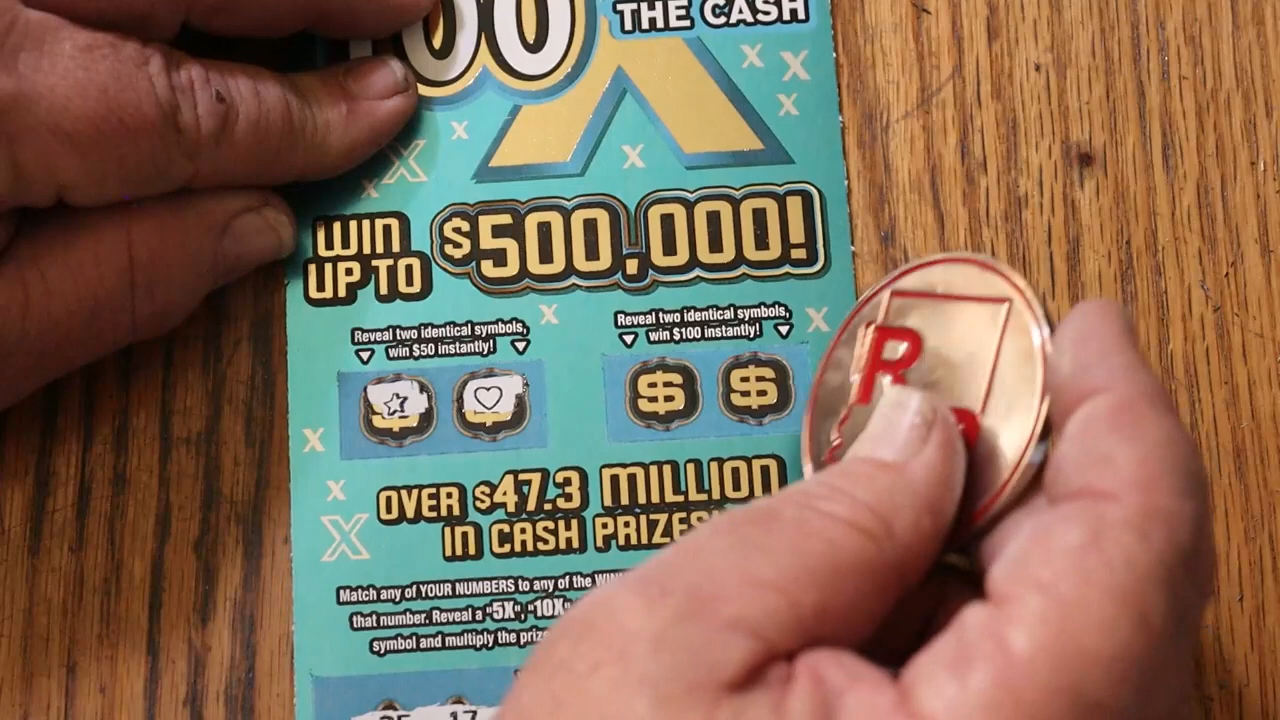 THE CASH
00
X
WIN
UP TO
$500,000!
Reveal two identical symbols,
win $50 instantly!
Reveal two identical symbols,
win $100 instantly!
$ $
R
OVER $47.3 MILLION
IN CASH PRIZES
Match any of YOUR NUMBERS to any of the
that number. Reveal a "5X", "10X"
symbol and multiply the
17